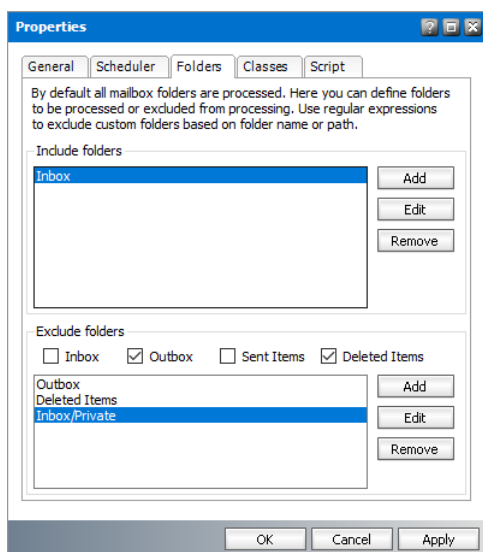 Properties
General Scheduler Folders Classes Script
By default all mailbox folders are processed. Here you can define folders
to be processed or excluded from processing. Use regular expressions
to exclude custom folders based on folder name or path.
Include folders
Inbox
Add
Edit
Remove
Exclude folders
Inbox Outbox Sent Items Deleted Items
Outbox
Deleted Items
Inbox/Private
Add
Edit
Remove
OK Cancel Apply